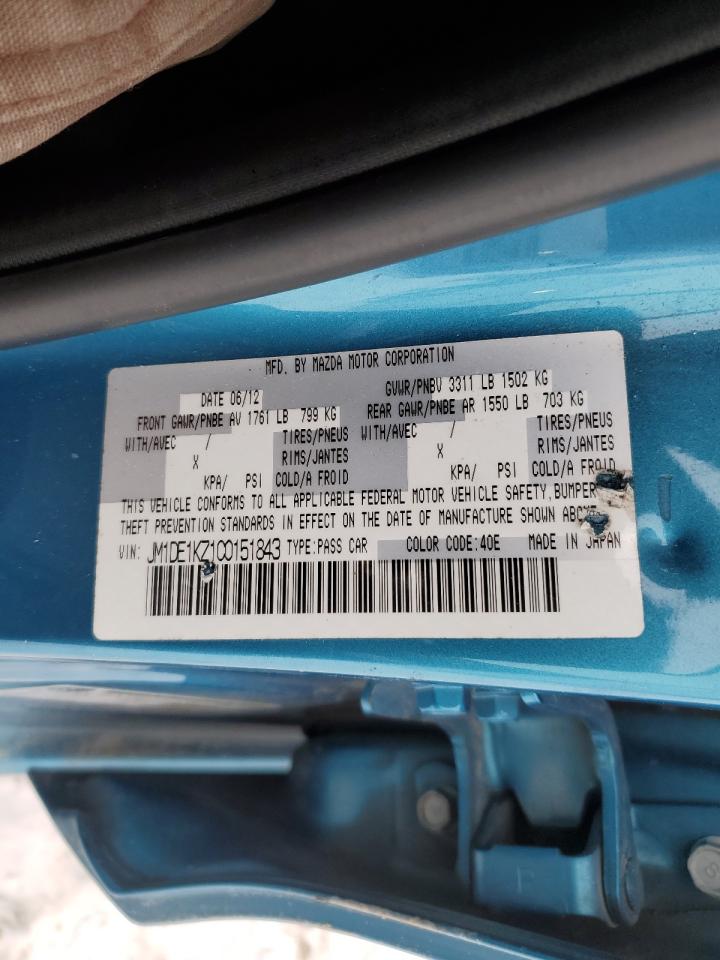 MFD. BY MAZDA MOTOR CORPORATION
DATE 06/12 GVWR/PNBV 3311 LB 1502 KG
FRONT GAWR/PNBE AV 1761 LB 799 KG REAR GAWR/PNBE AR 1550 LB 703 KG
WITH/AVEC / TIRES/PNEUS WITH/AVEC / TIRES/PNEUS
X RIMS/JANTES X RIMS/JANTES
KPA/ PSI COLD/A FROID KPA/ PSI COLD/A FROID
THIS VEHICLE CONFORMS TO ALL APPLICABLE FEDERAL MOTOR VEHICLE SAFETY, BUMPER
THEFT PREVENTION STANDARDS IN EFFECT ON THE DATE OF MANUFACTURE SHOWN
VIN: JM1DE1KZ1C0151843 TYPE:PASS CAR COLOR CODE:40E MADE IN JAPAN